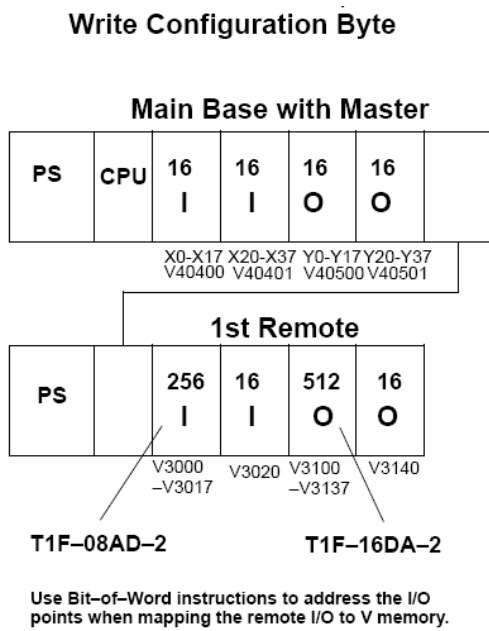 Write Configuration Byte
Main Base with Master
PS CPU 16 16 16 16
I I O O
X0-X17 X20-X37 Y0-Y17 Y20-Y37
V40400 V40401 V40500 V40501
1st Remote
PS 256 16 512 16
I I O O
V3000 V3020 V3100 V3140
–V3017 –V3137
T1F–08AD–2 T1F–16DA–2
Use Bit–of–Word instructions to address the I/O
points when mapping the remote I/O to V memory.